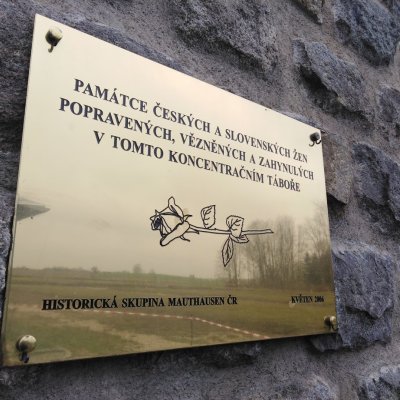 PAMÁTCE ČESKÝCH A SLOVENSKÝCH ŽEN
POPRAVENÝCH, VĚZNĚNÝCH A ZAHYNULÝCH
V TOMTO KONCENTRAČNÍM TÁBOŘE
HISTORICKÁ SKUPINA MAUTHAUSEN ČR KVĚTEN 2006